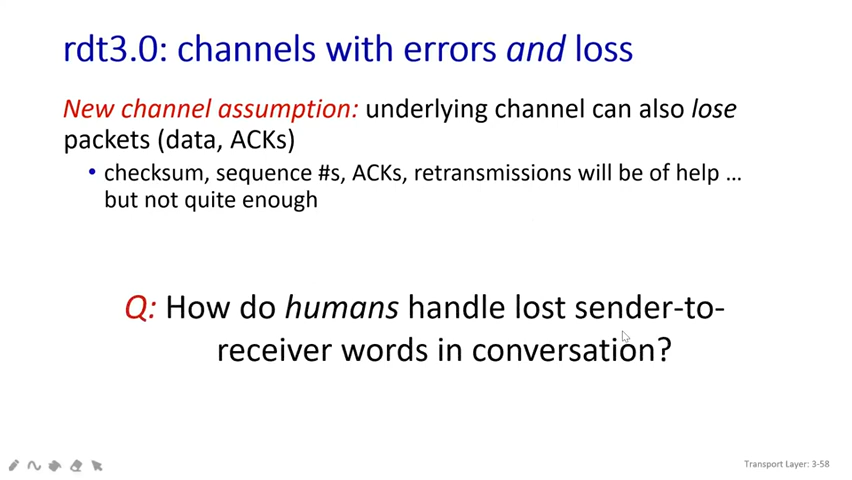 rdt3.0: channels with errors and loss
New channel assumption: underlying channel can also lose
packets (data, ACKs)
• checksum, sequence #s, ACKs, retransmissions will be of help …
but not quite enough
Q: How do humans handle lost sender-to-
receiver words in conversation?
Transport Layer: 3-58